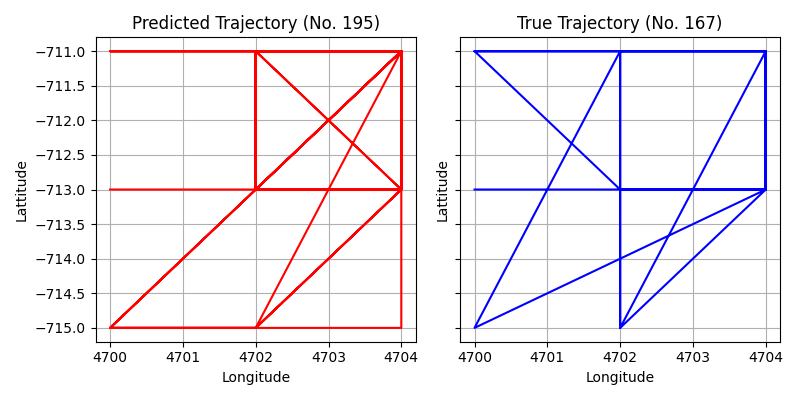 Predicted Trajectory (No. 195)
True Trajectory (No. 167)
−711.0
−711.5
−712.0
−712.5
−713.0
−713.5
−714.0
−714.5
−715.0
Lattitude
Lattitude
4700 4701 4702 4703 4704
4700 4701 4702 4703 4704
Longitude
Longitude